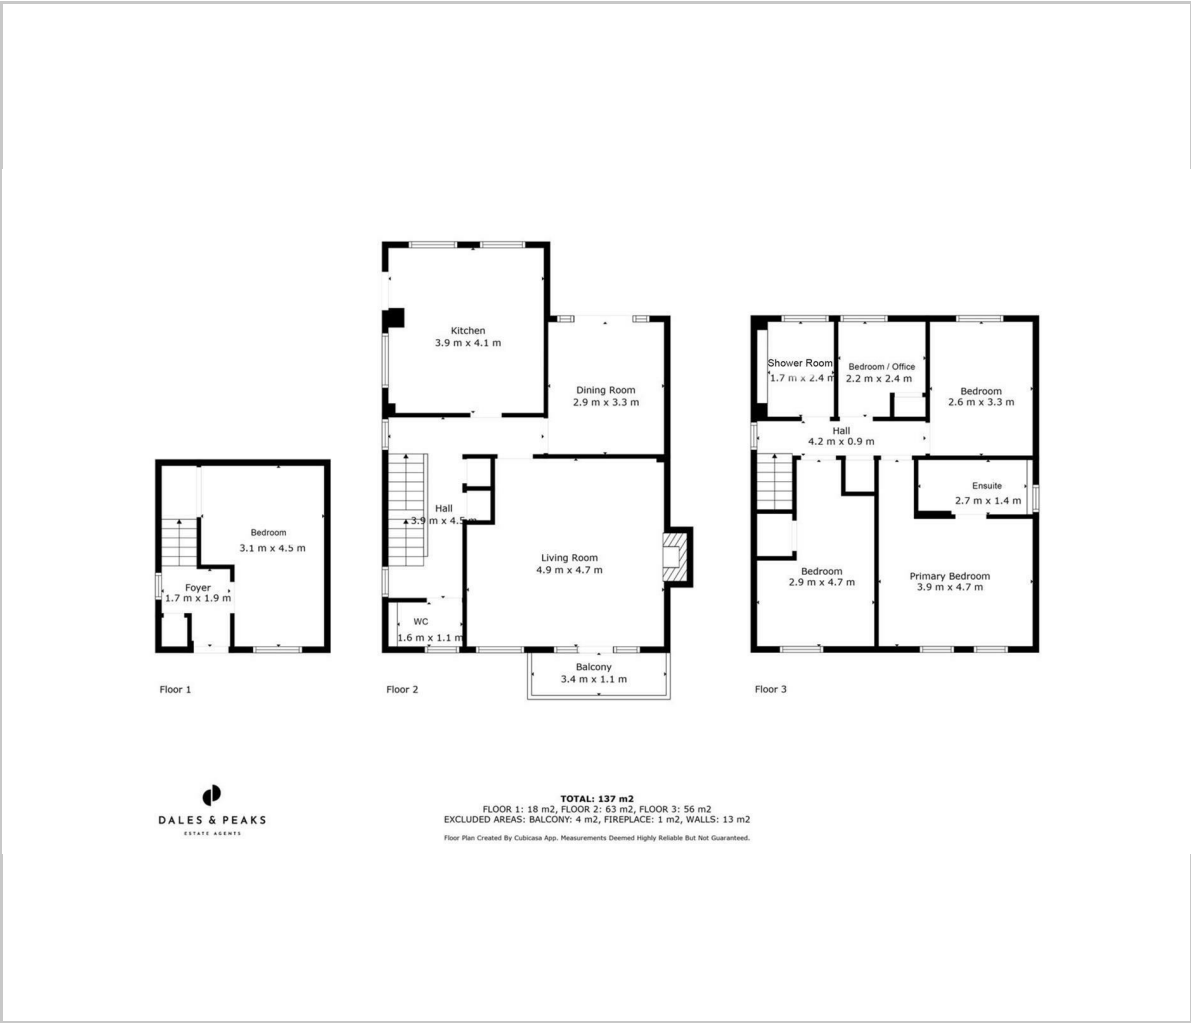 Kitchen
3.9 m x 4.1 m
Dining Room
2.9 m x 3.3 m
Hall
3.9 m x 4.5 m
Living Room
4.9 m x 4.7 m
WC
1.6 m x 1.1 m
Balcony
3.4 m x 1.1 m
Bedroom
3.1 m x 4.5 m
Foyer
1.7 m x 1.9 m
Shower Room
1.7 m x 2.4 m
Bedroom / Office
2.2 m x 2.4 m
Bedroom
2.6 m x 3.3 m
Hall
4.2 m x 0.9 m
Ensuite
2.7 m x 1.4 m
Bedroom
2.9 m x 4.7 m
Primary Bedroom
3.9 m x 4.7 m
Floor 1
Floor 2
Floor 3
DALES & PEAKS
ESTATE AGENTS
TOTAL: 137 m2
FLOOR 1: 18 m2, FLOOR 2: 63 m2, FLOOR 3: 56 m2
EXCLUDED AREAS: BALCONY: 4 m2, FIREPLACE: 1 m2, WALLS: 13 m2
Floor Plan Created By Cubicasa App. Measurements Deemed Highly Reliable But Not Guaranteed.